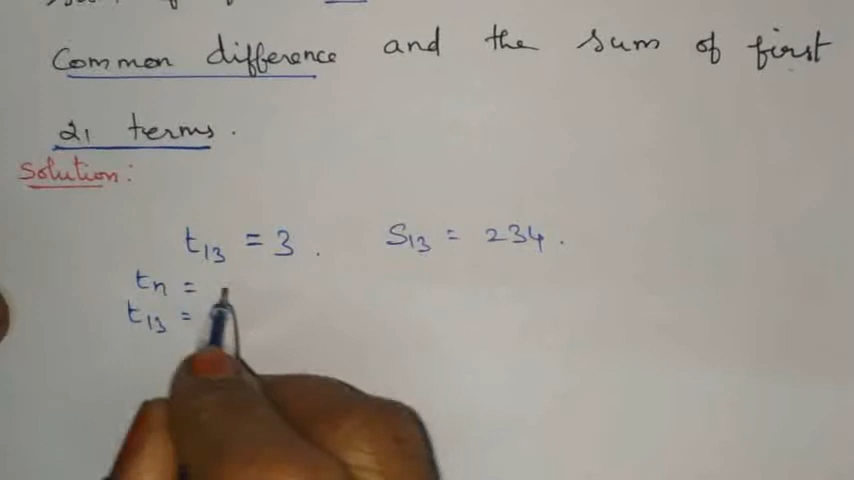 Common difference and the sum of first
21 terms.
Solution:
t13 = 3. S13 = 234.
tn =
t13 =